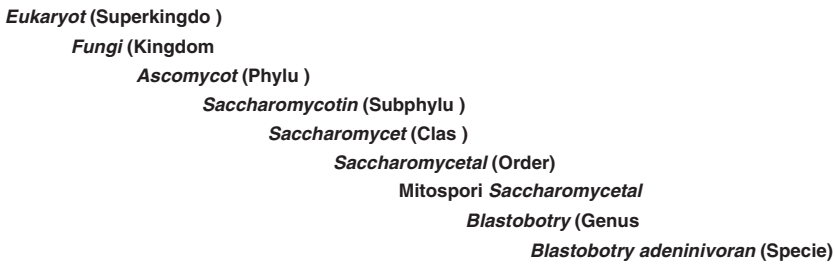 Eukaryot (Superkingdo )
Fungi (Kingdom
Ascomycot (Phylu )
Saccharomycotin (Subphylu )
Saccharomycet (Clas )
Saccharomycetal (Order)
Mitospori Saccharomycetal
Blastobotry (Genus
Blastobotry adeninivoran (Specie)